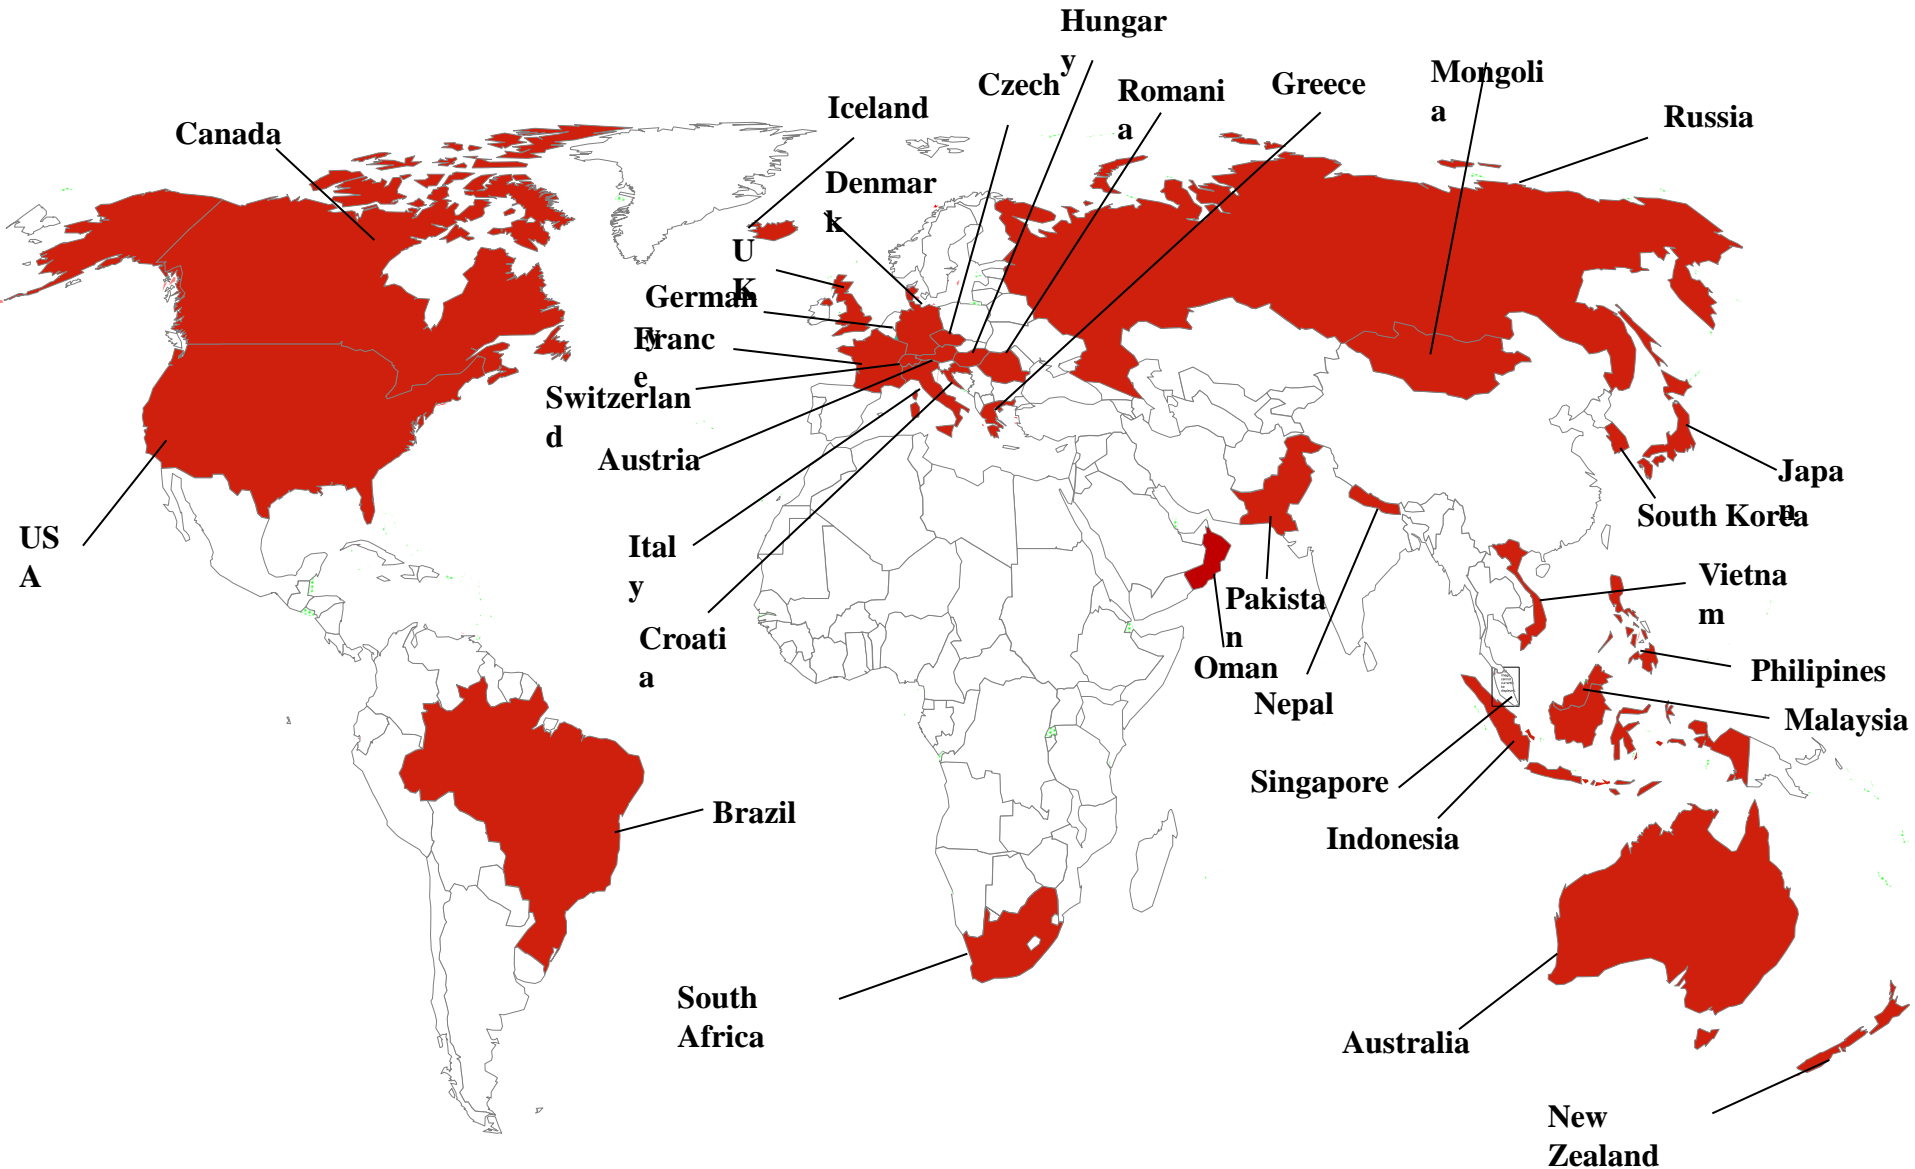 Hungar
y
Czech
Romani
a
Greece
Mongoli
a
Russia
Iceland
Canada
Denmar
k
U
K
German
y
Franc
e
Switzerlan
d
Austria
Ital
y
Croati
a
US
A
Japa
n
South Korea
Vietna
m
Pakista
n
Oman
Nepal
Philipines
Malaysia
Singapore
Indonesia
Brazil
South
Africa
Australia
New
Zealand